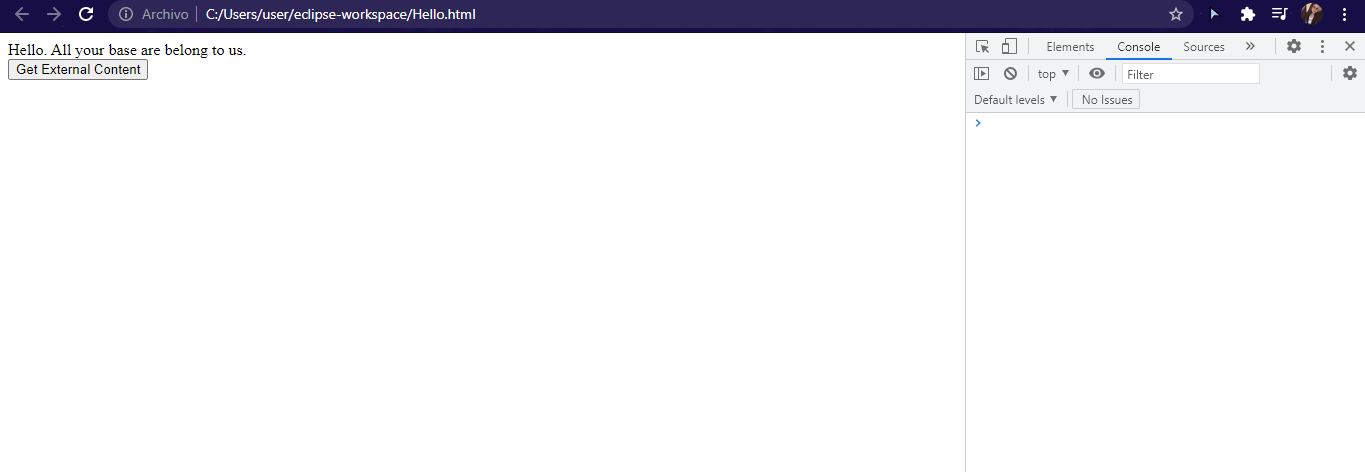 Archivo C:/Users/user/eclipse-workspace/Hello.html
Hello. All your base are belong to us.
Get External Content
Elements Console Sources
top Filter
Default levels No Issues